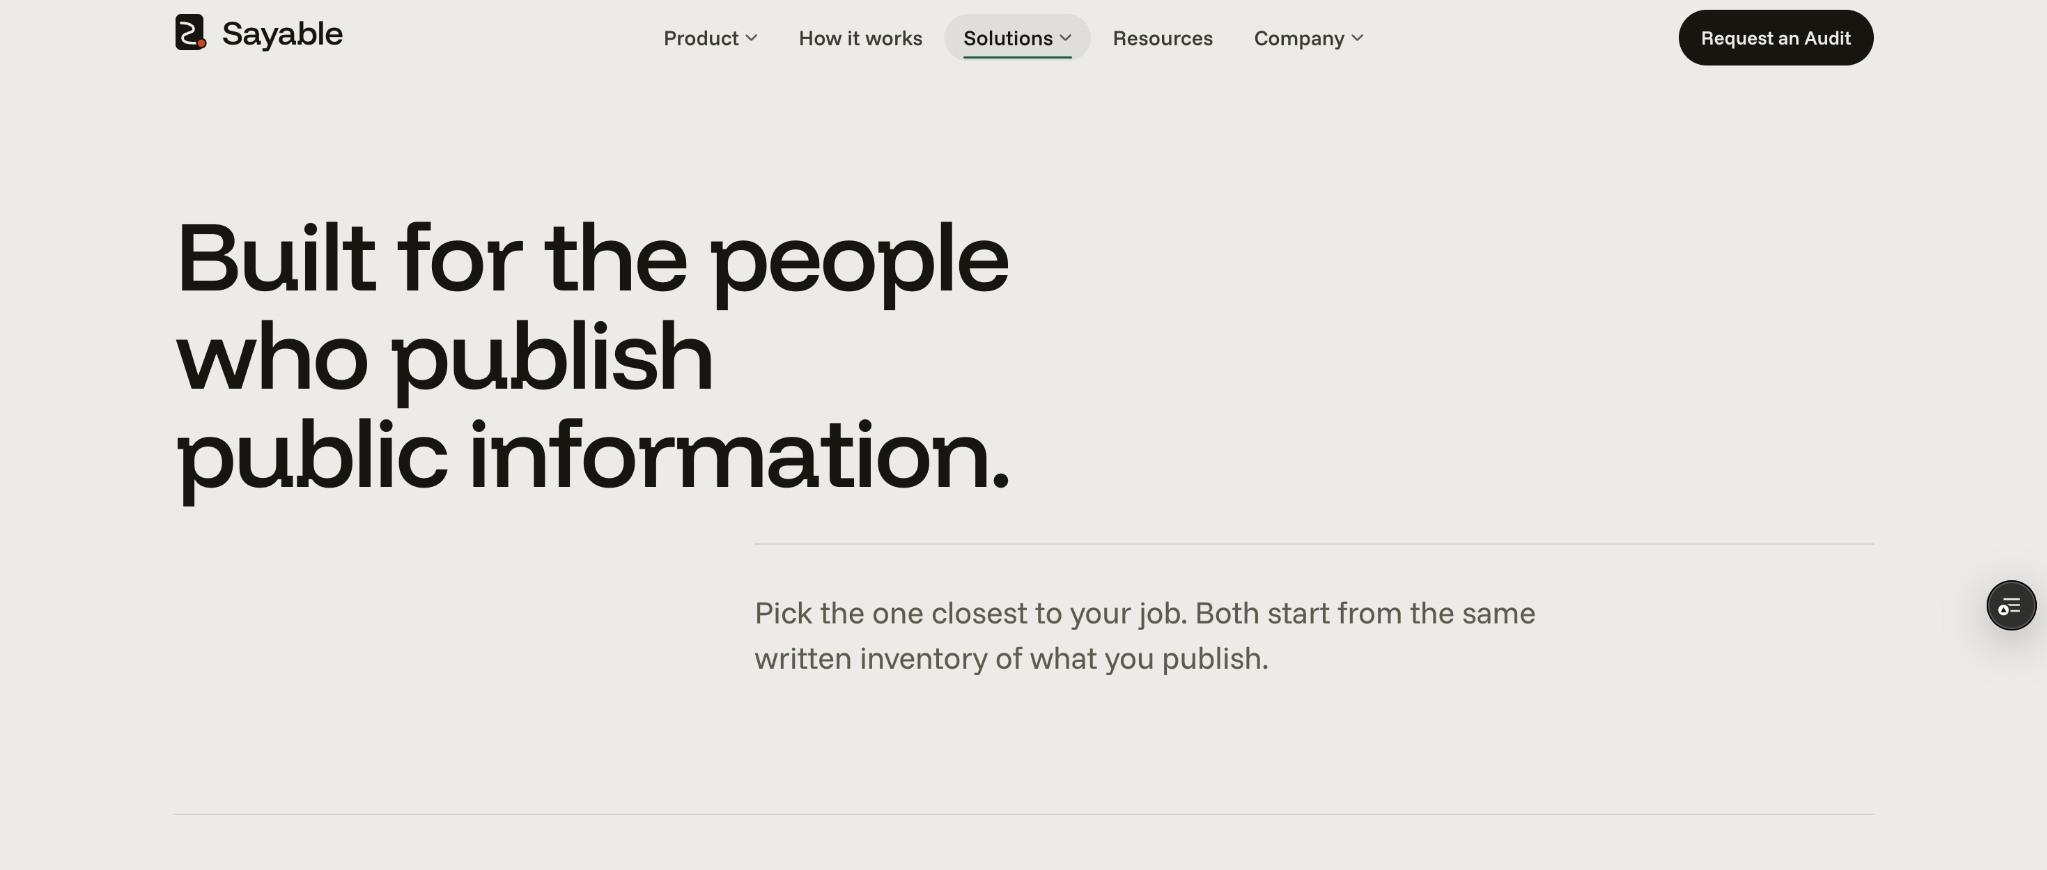 Sayable
Product
How it works
Solutions
Resources
Company
Request an Audit
Built for the people
who publish
public information.
Pick the one closest to your job. Both start from the same
written inventory of what you publish.